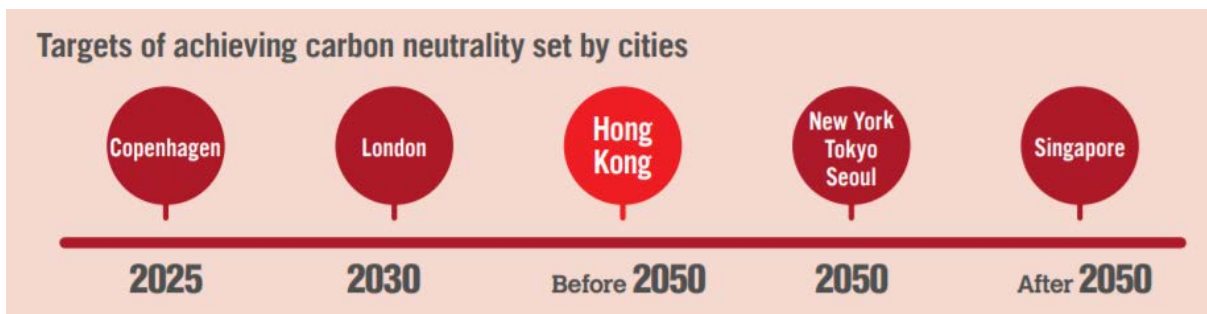 Targets of achieving carbon neutrality set by cities
Copenhagen
London
Hong
Kong
New York
Tokyo
Seoul
Singapore
2025
2030
Before 2050
2050
After 2050